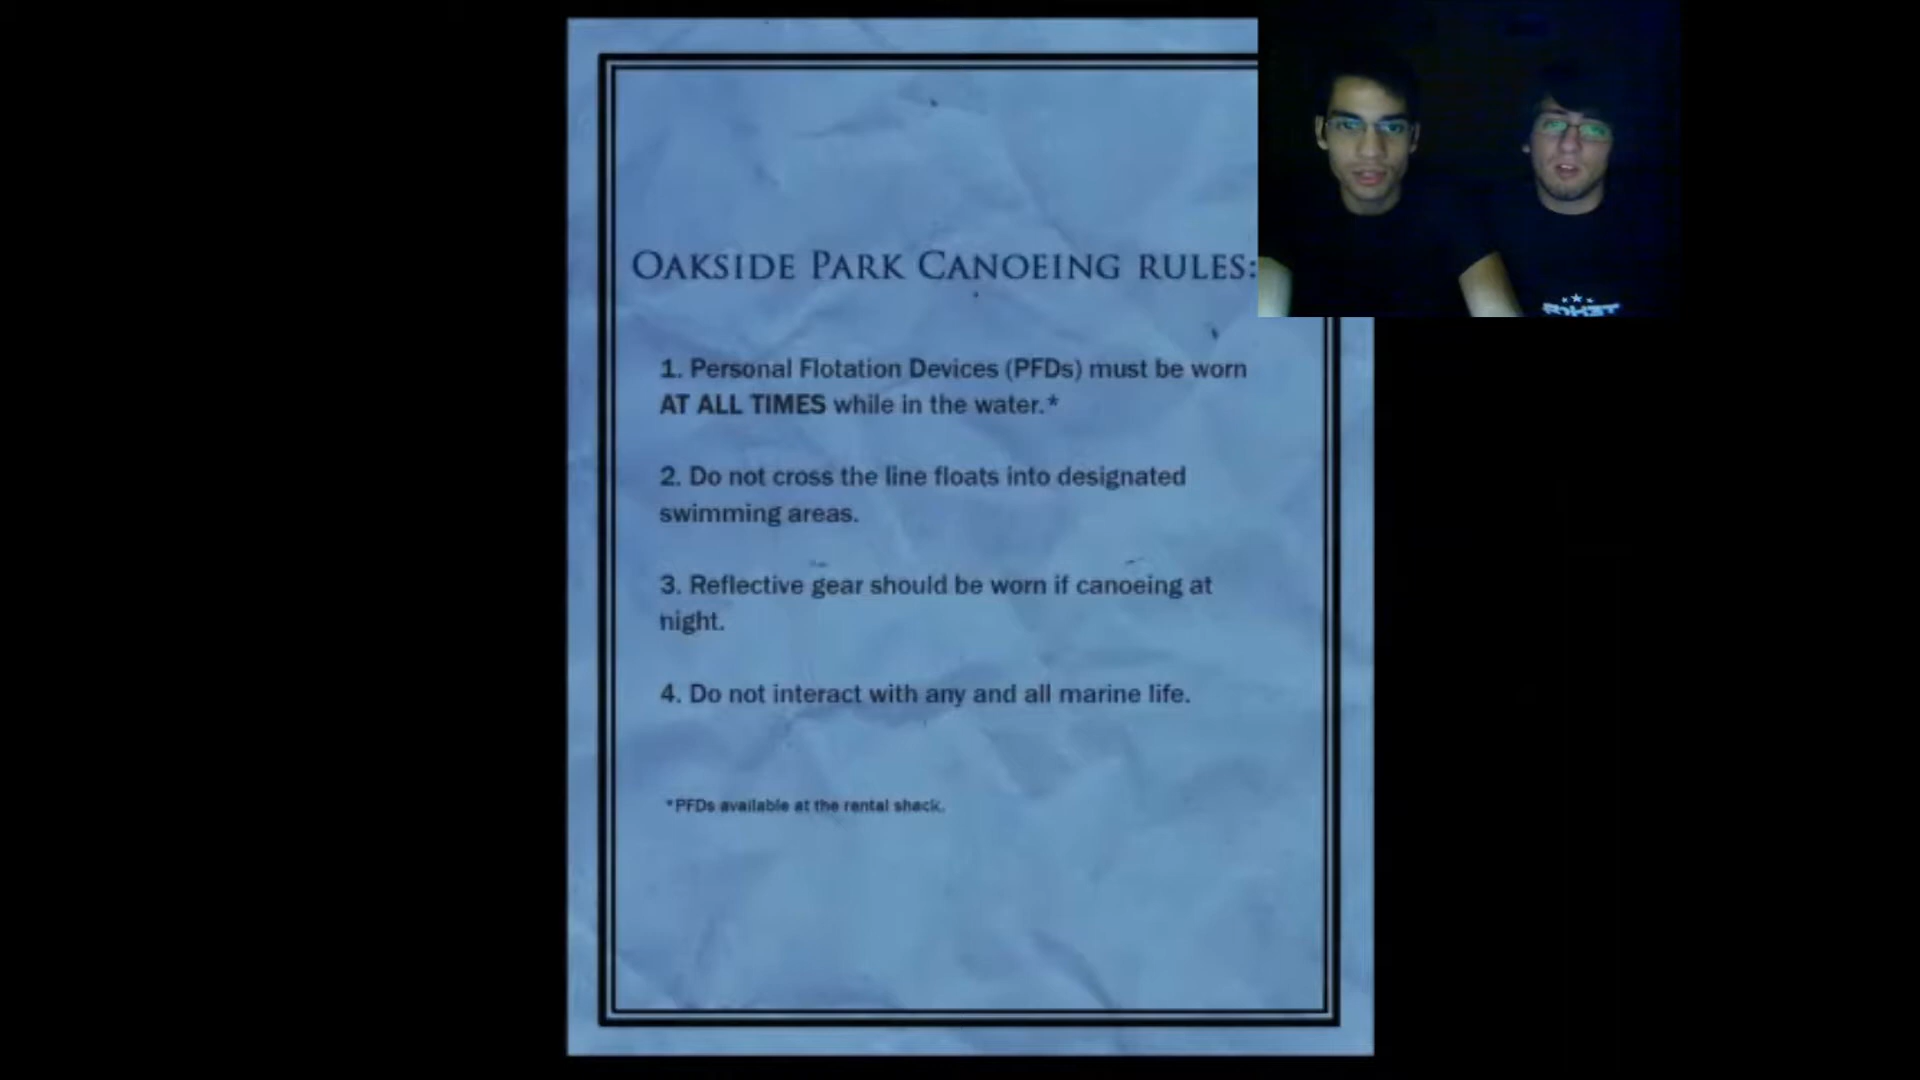 OAKSIDE PARK CANOEING RULES:
1. Personal Flotation Devices (PFDs) must be worn
AT ALL TIMES while in the water.*
2. Do not cross the line floats into designated
swimming areas.
3. Reflective gear should be worn if canoeing at
night.
4. Do not interact with any and all marine life.
*PFDs available at the rental shack.